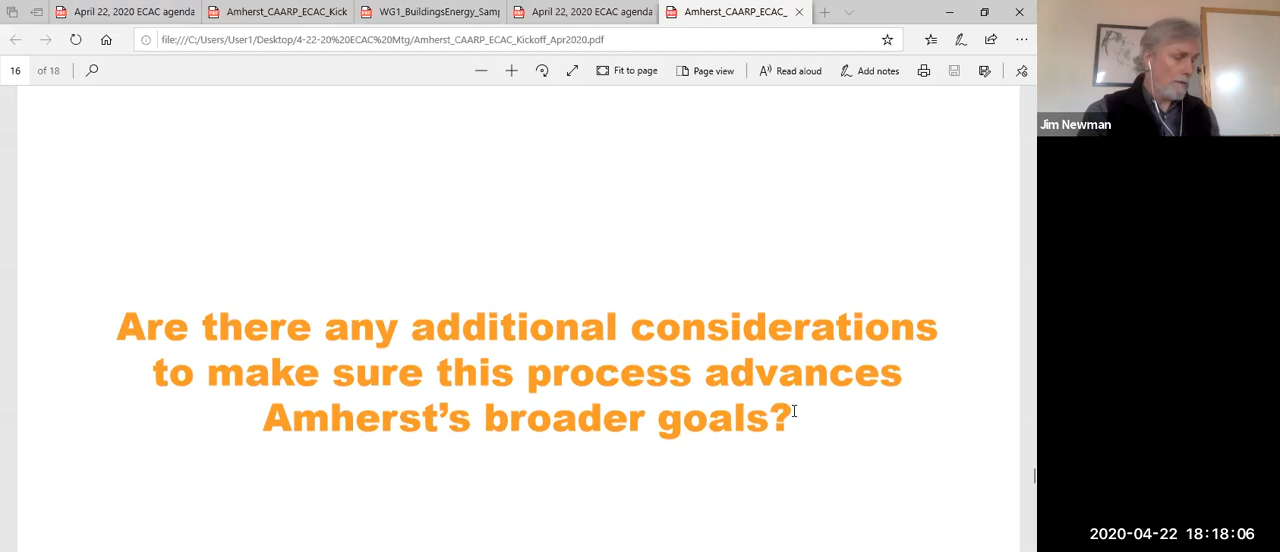 April 22, 2020 ECAC agenda
Amherst_CAARP_ECAC_Kick
WG1_BuildingsEnergy_Samp
April 22, 2020 ECAC agenda
Amherst_CAARP_ECAC_
file:///C:/Users/User1/Desktop/4-22-20%20ECAC%20Mtg/Amherst_CAARP_ECAC_Kickoff_Apr2020.pdf
16 of 18
Fit to page
Page view
Read aloud
Add notes
Jim Newman
Are there any additional considerations
to make sure this process advances
Amherst’s broader goals?
2020-04-22 18:18:06